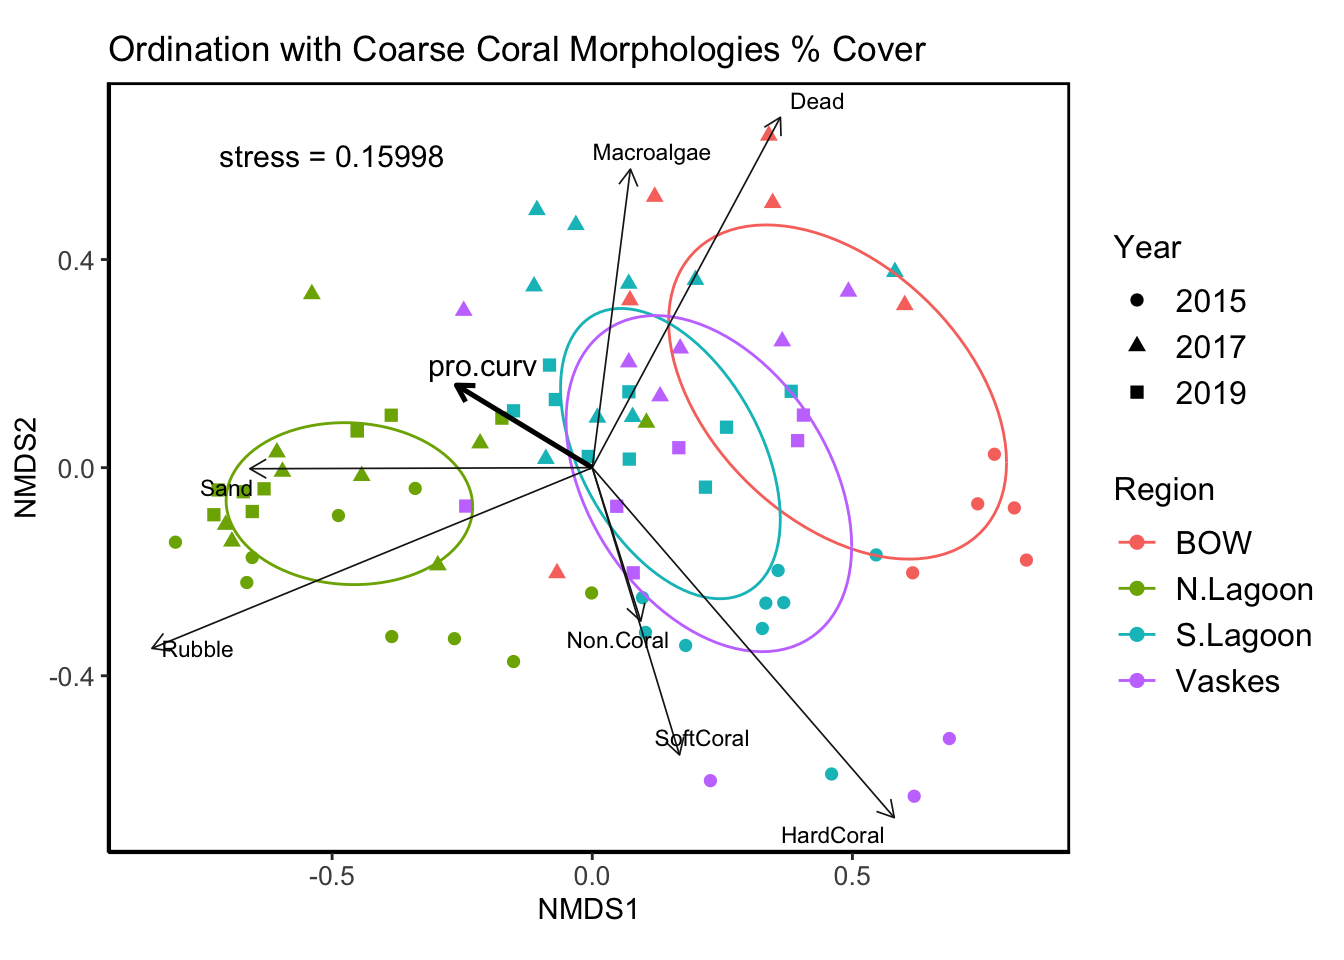 Ordination with Coarse Coral Morphologies % Cover
stress = 0.15998
Dead
Macroalgae
pro.curv
Sand
Rubble
Non.Coral
SoftCoral
HardCoral
0.4
0.0
-0.4
NMDS2
-0.5
0.0
0.5
NMDS1
Year
2015
2017
2019
Region
BOW
N.Lagoon
S.Lagoon
Vaskes